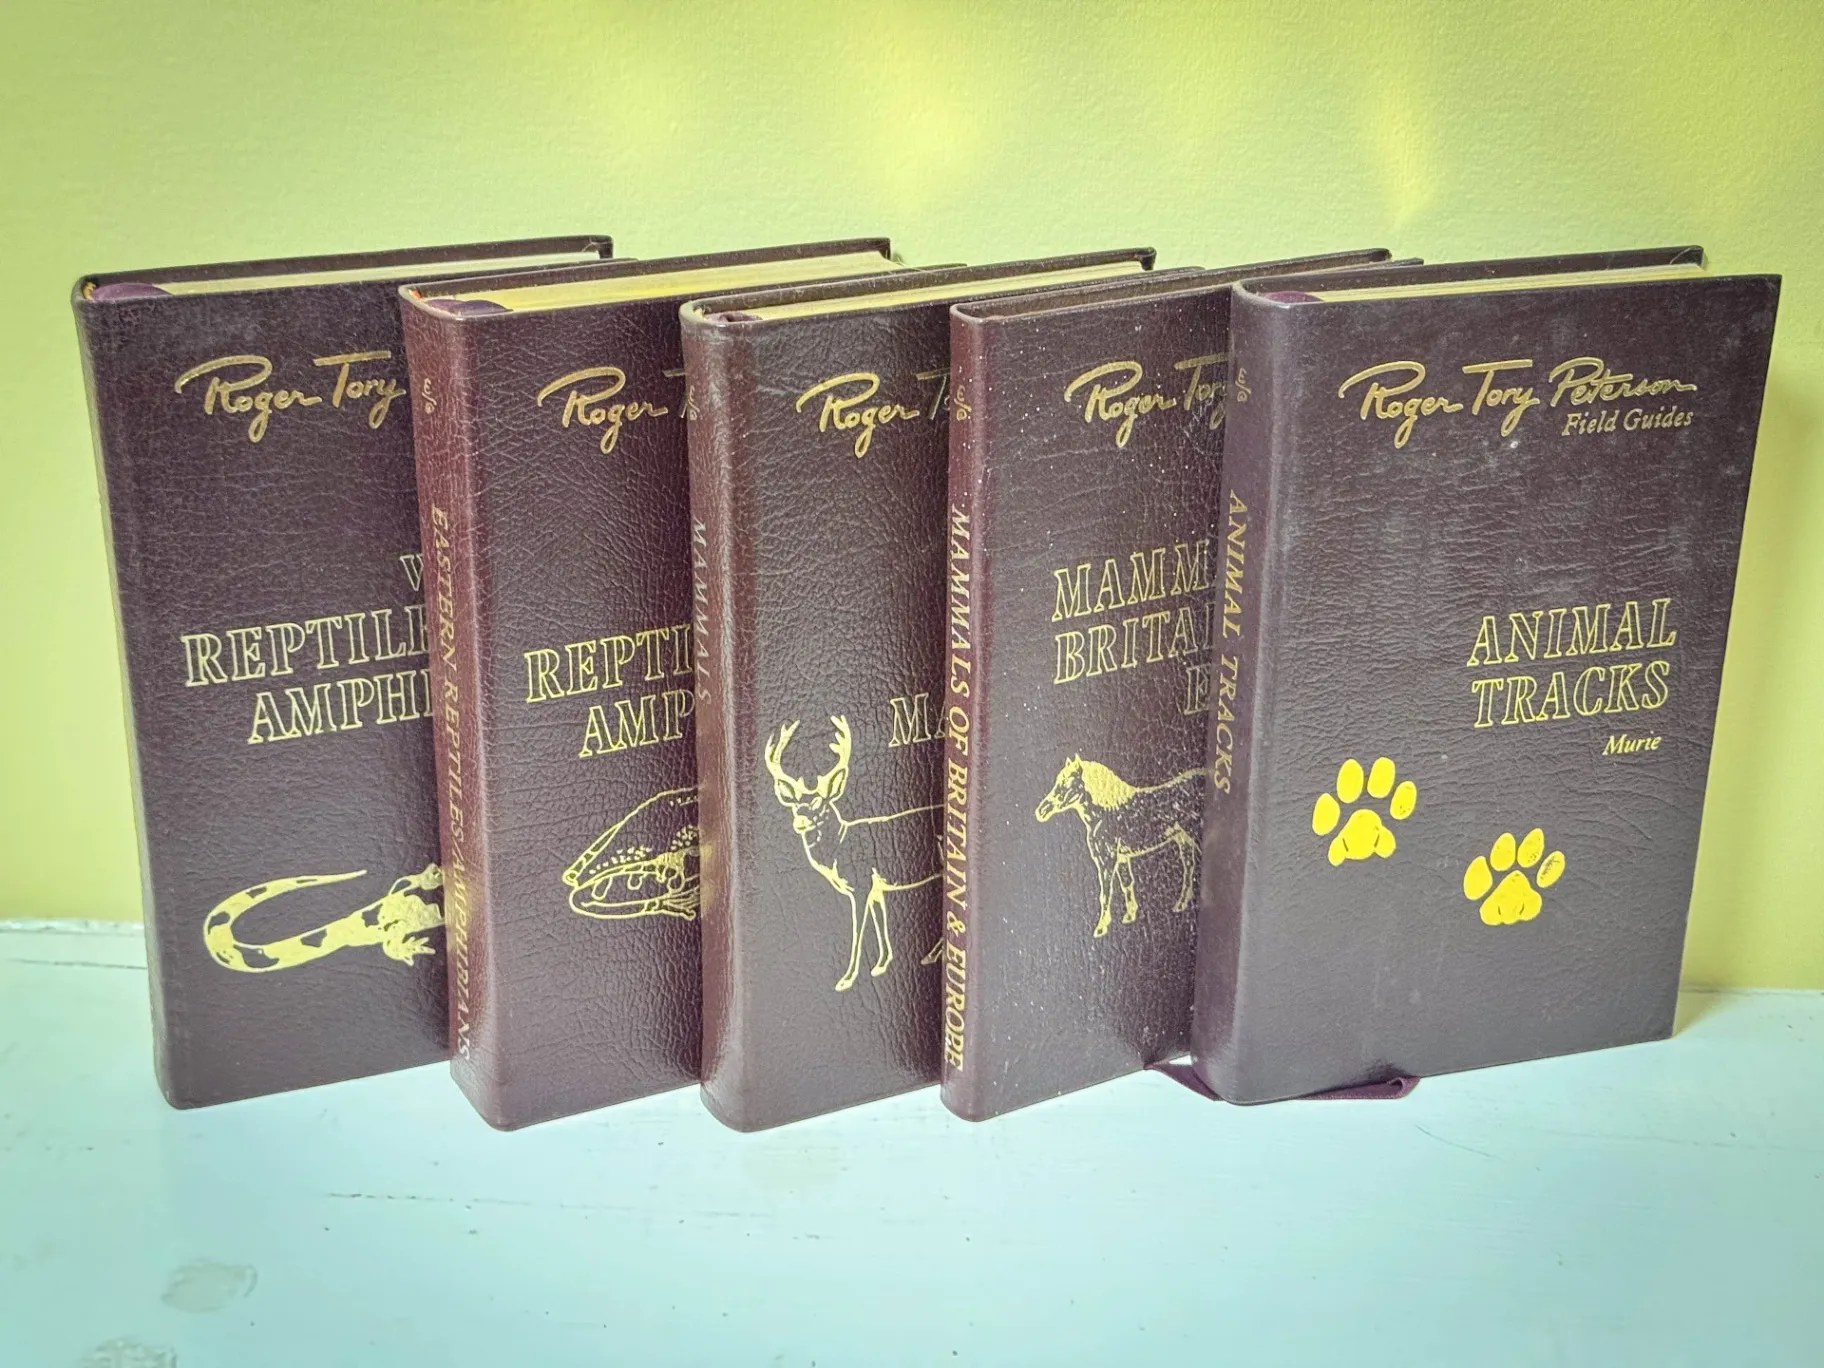 Roger Tory
REPTILE
AMPHI
EASTERN REPTILES/AMPHIBIANS
Roger
REPTI
AMP
MAMMALS
Roger
MA
MAMMALS OF BRITAIN & EUROPE
Roger Tory
MAMM
BRITAI
E
ANIMAL TRACKS
Roger Tory Peterson
Field Guides
ANIMAL
TRACKS
Murie